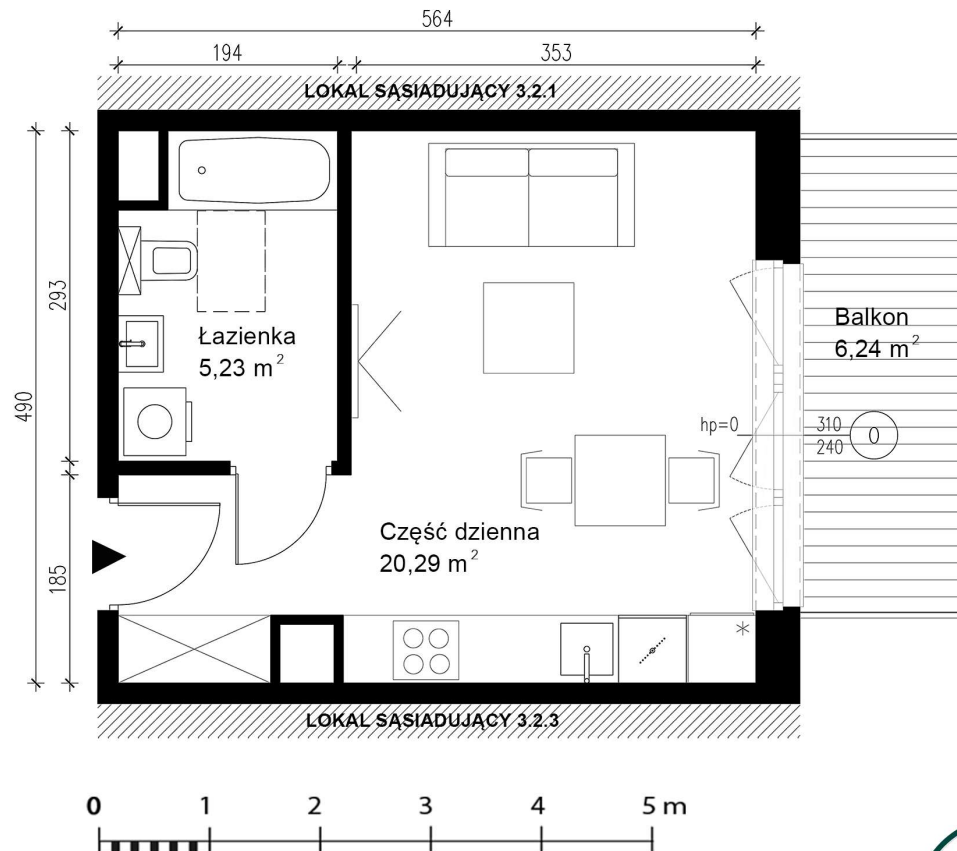 564
194
353
LOKAL SĄSIADUJĄCY 3.2.1
490
293
185
Łazienka
5,23 m²
Balkon
6,24 m²
hp=0
310
240
0
Część dzienna
20,29 m²
LOKAL SĄSIADUJĄCY 3.2.3
0 1 2 3 4 5 m